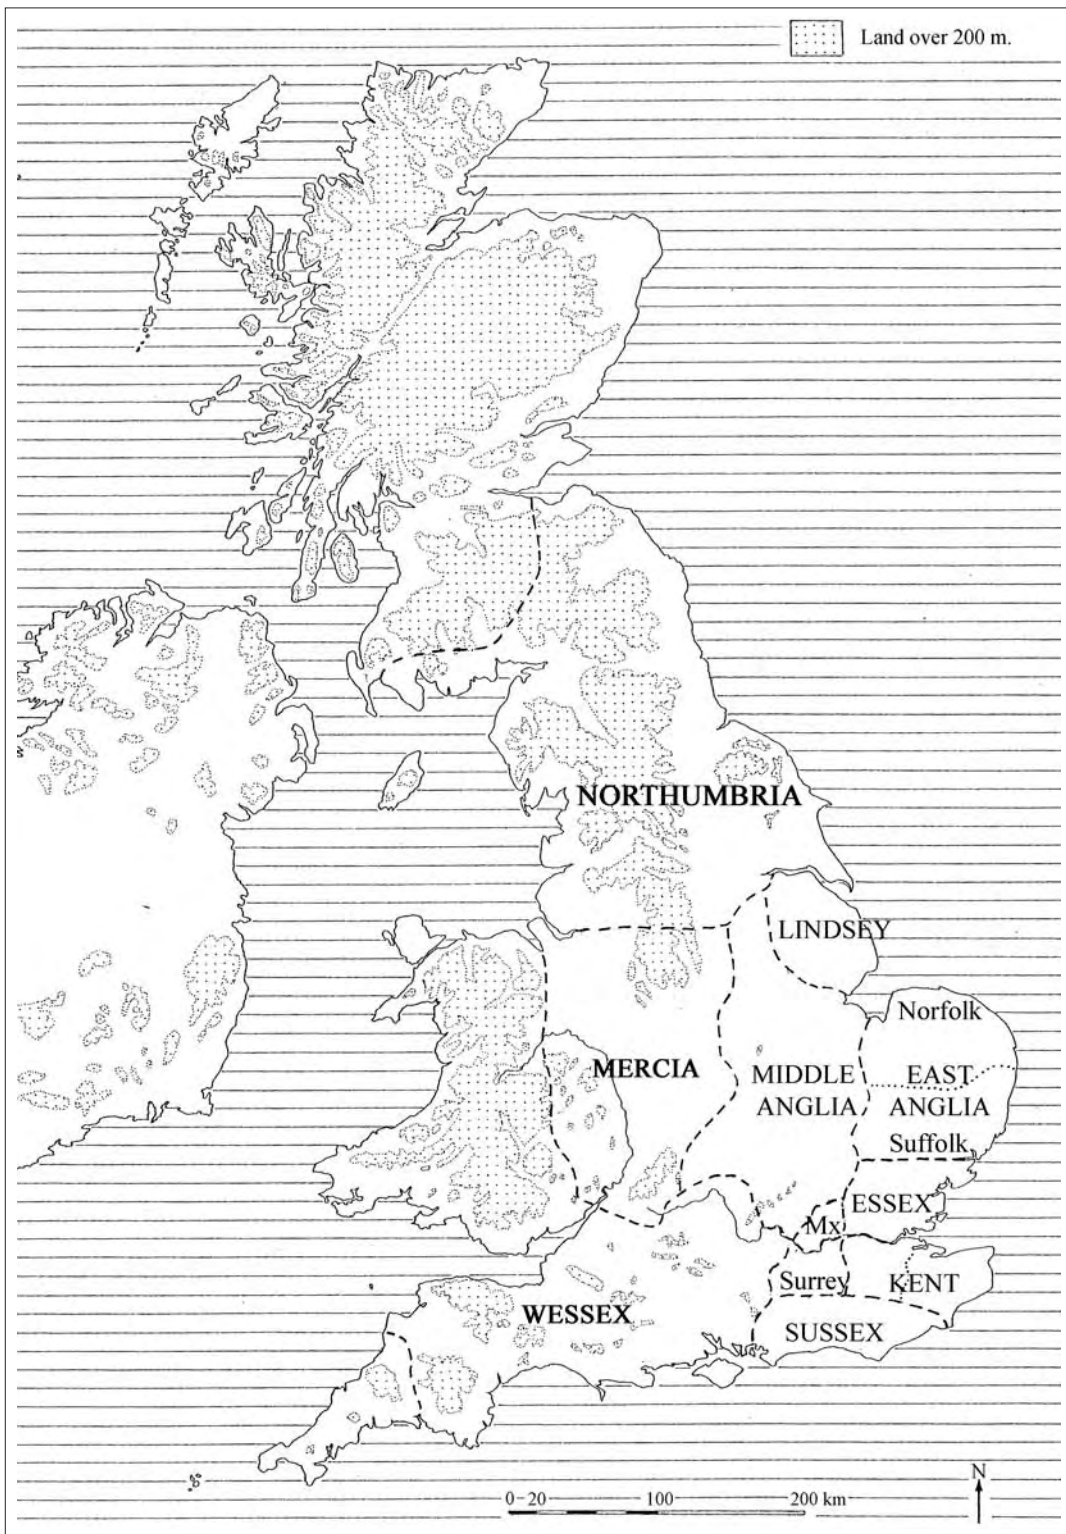 Land over 200 m.
NORTHUMBRIA
LINDSEY
Norfolk
MERCIA
MIDDLE
ANGLIA
EAST
ANGLIA
Suffolk
ESSEX
Mx
Surrey
KENT
WESSEX
SUSSEX
N
0 20 100 200 km